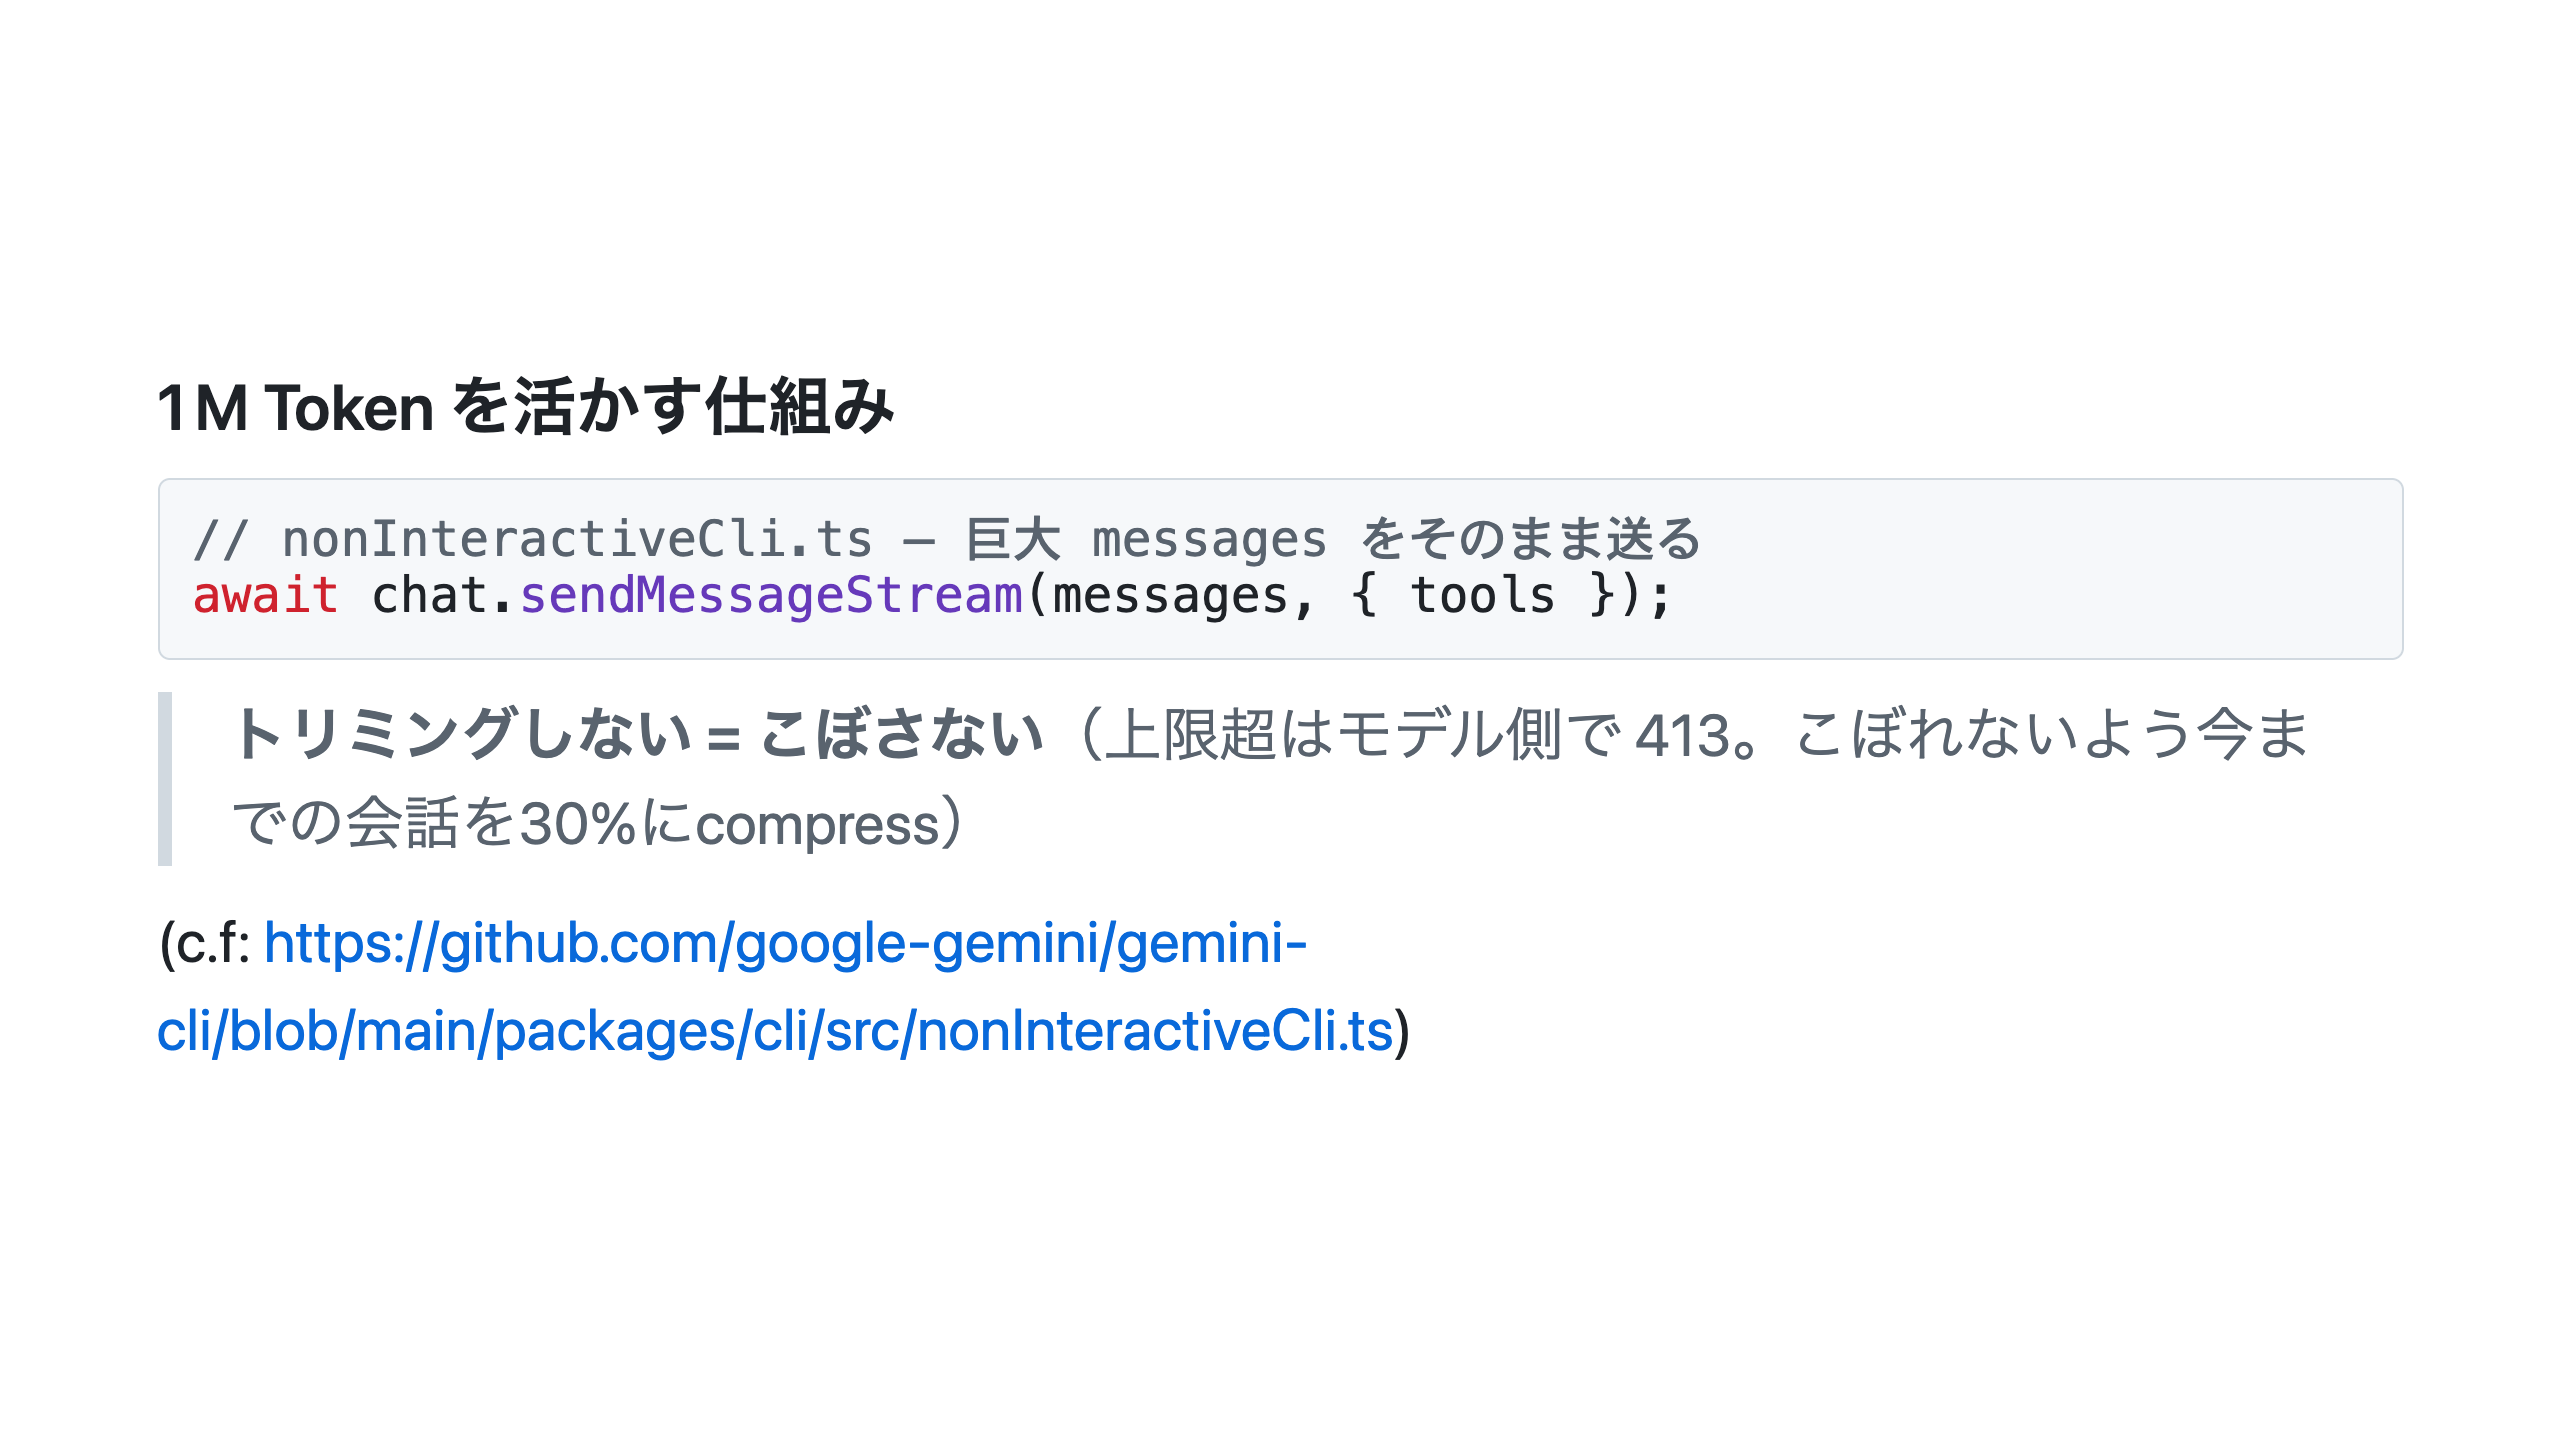 1M Token を活かす仕組み
// nonInteractiveCli.ts – 巨大 messages をそのまま送る
await chat.sendMessageStream(messages, { tools });
トリミングしない = こぼさない（上限超はモデル側で 413。こぼれないよう今ま
での会話を30%にcompress）
(c.f: https://github.com/google-gemini/gemini-
cli/blob/main/packages/cli/src/nonInteractiveCli.ts)